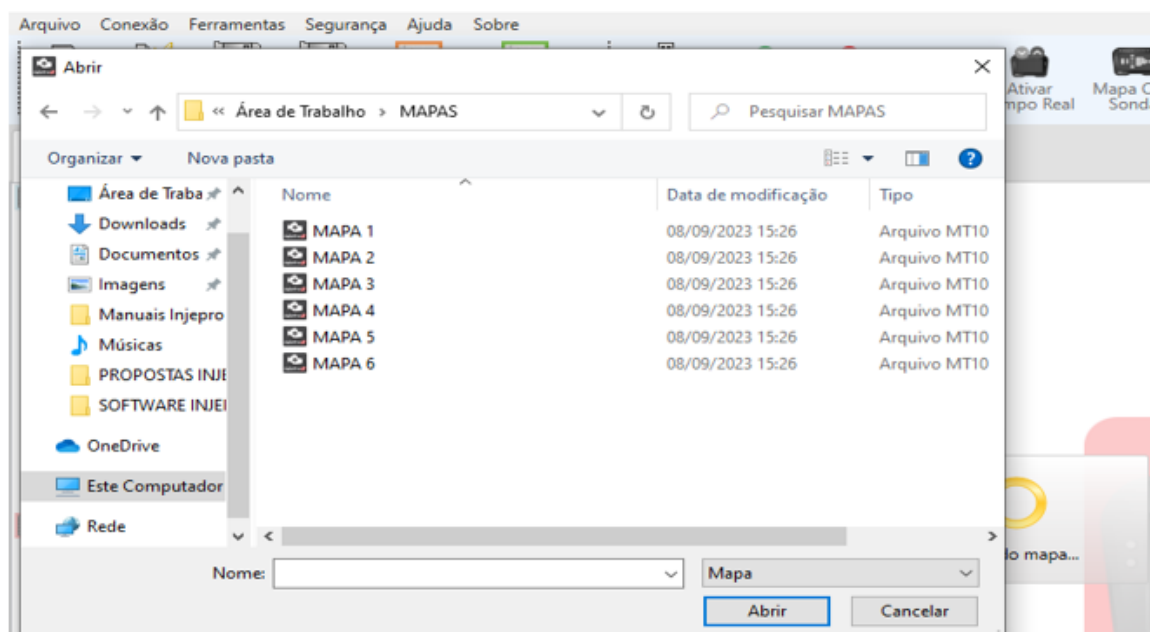 Arquivo Conexão Ferramentas Segurança Ajuda Sobre
Abrir
Ativar
Mapa
mpo Real
Sond
« Área de Trabalho › MAPAS
Pesquisar MAPAS
Organizar
Nova pasta
Área de Traba
Downloads
Documentos
Imagens
Manuais Injepro
Músicas
PROPOSTAS INJE
SOFTWARE INJEI
OneDrive
Este Computador
Rede
Nome Data de modificação Tipo
MAPA 1 08/09/2023 15:26 Arquivo MT10
MAPA 2 08/09/2023 15:26 Arquivo MT10
MAPA 3 08/09/2023 15:26 Arquivo MT10
MAPA 4 08/09/2023 15:26 Arquivo MT10
MAPA 5 08/09/2023 15:26 Arquivo MT10
MAPA 6 08/09/2023 15:26 Arquivo MT10
do mapa...
Nome:
Mapa
Abrir
Cancelar